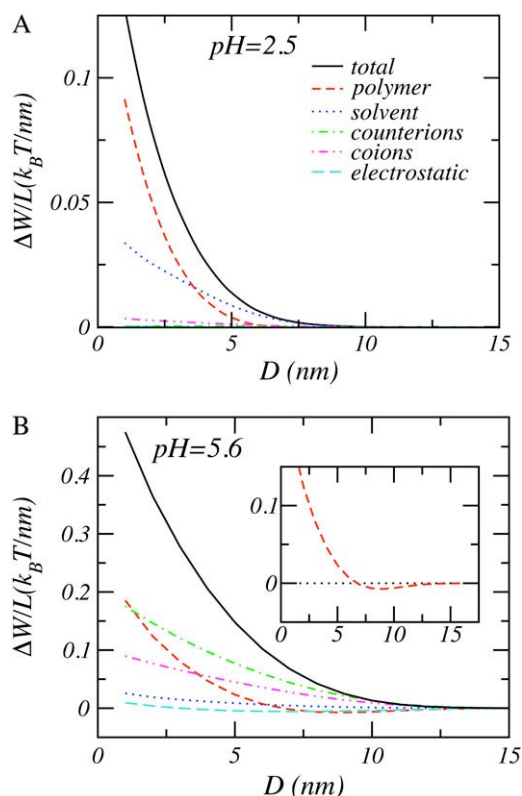 A
pH=2.5
total
polymer
solvent
counterions
coions
electrostatic
0.1
0.05
0
ΔW/L(k_BT/nm)
0 5 10 15
D (nm)
B
pH=5.6
0.4
0.3
0.2
0.1
0
ΔW/L(k_BT/nm)
0.1
0
0 5 10 15
0 5 10 15
D (nm)